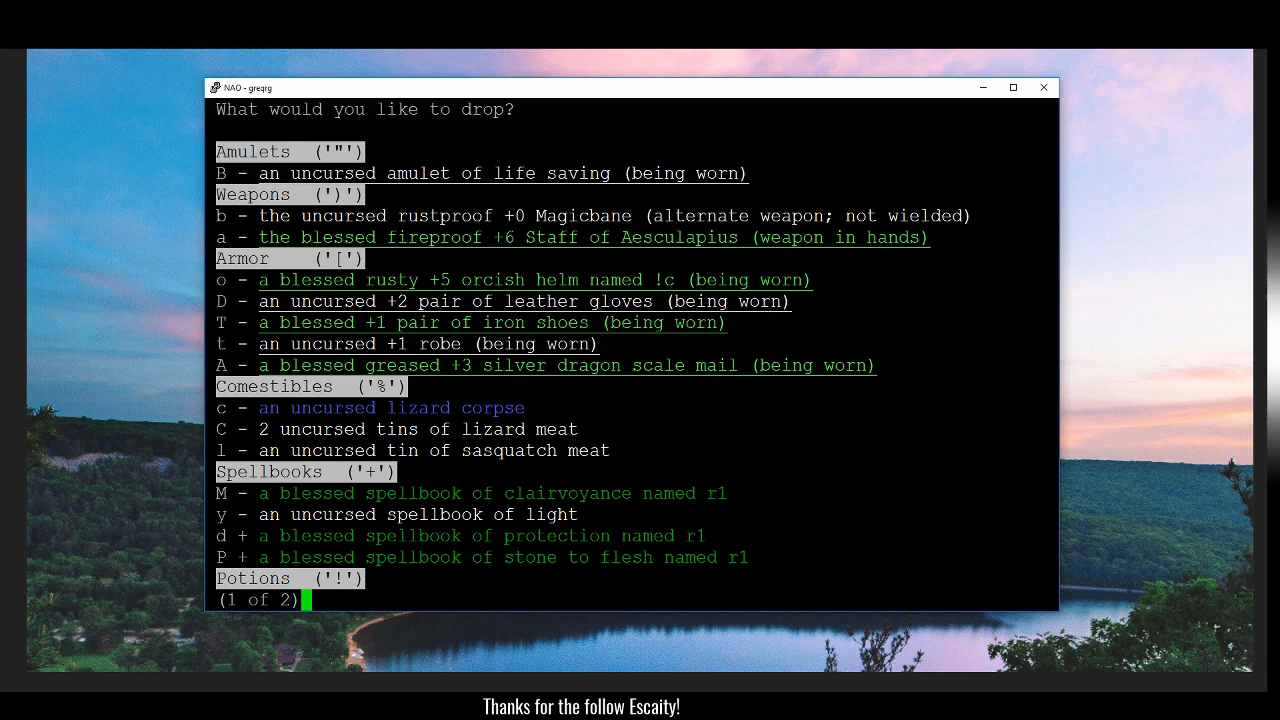 NAO - greqrg
What would you like to drop?
Amulets ('"')
B - an uncursed amulet of life saving (being worn)
Weapons (')')
b - the uncursed rustproof +0 Magicbane (alternate weapon; not wielded)
a - the blessed fireproof +6 Staff of Aesculapius (weapon in hands)
Armor ('[')
o - a blessed rusty +5 orcish helm named !c (being worn)
D - an uncursed +2 pair of leather gloves (being worn)
T - a blessed +1 pair of iron shoes (being worn)
t - an uncursed +1 robe (being worn)
A - a blessed greased +3 silver dragon scale mail (being worn)
Comestibles ('%')
c - an uncursed lizard corpse
C - 2 uncursed tins of lizard meat
l - an uncursed tin of sasquatch meat
Spellbooks ('+')
M - a blessed spellbook of clairvoyance named r1
y - an uncursed spellbook of light
d + a blessed spellbook of protection named r1
P + a blessed spellbook of stone to flesh named r1
Potions ('!')
(1 of 2)
Thanks for the follow Escaity!